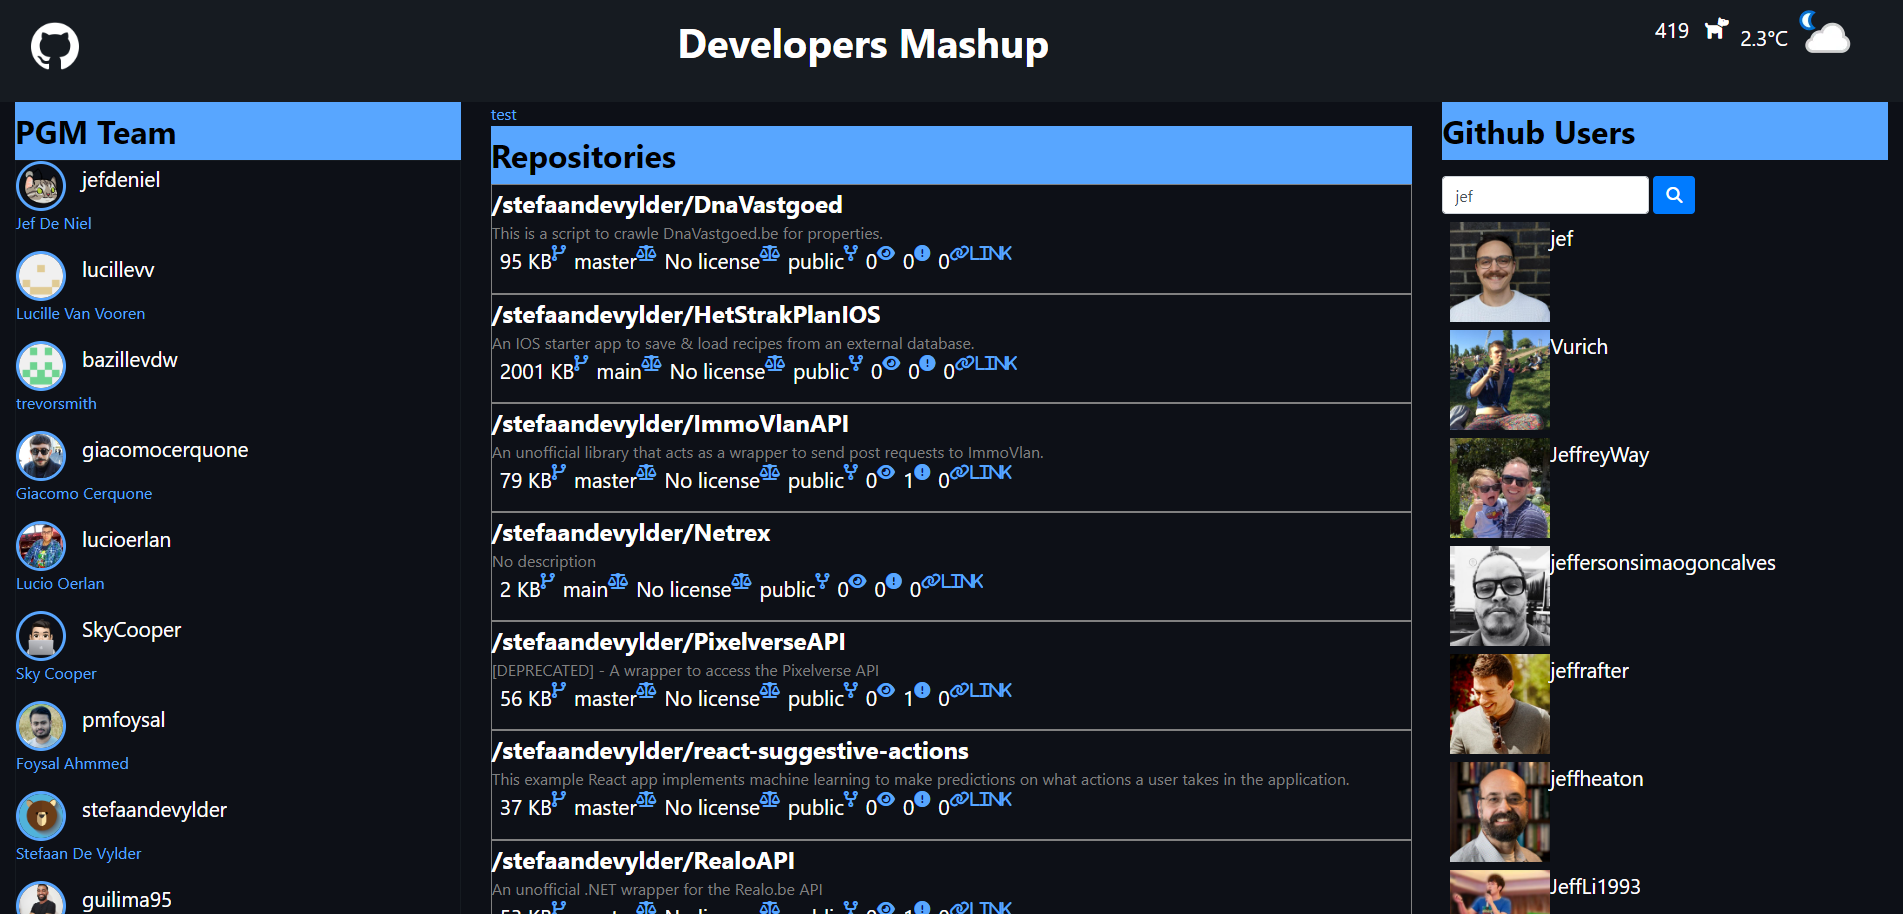 Developers Mashup
419
2.3°C
PGM Team
jefdeniel
Jef De Niel
lucillevv
Lucille Van Vooren
bazillevdw
trevorsmith
giacomocerquone
Giacomo Cerquone
lucioerlan
Lucio Oerlan
SkyCooper
Sky Cooper
pmfoysal
Foysal Ahmmed
stefaandevylder
Stefaan De Vylder
guilima95
test
Repositories
/stefaandevylder/DnaVastgoed
This is a script to crawle DnaVastgoed.be for properties.
95 KB master No license public 0 0 0 LINK
/stefaandevylder/HetStrakPlanIOS
An IOS starter app to save & load recipes from an external database.
2001 KB main No license public 0 0 0 LINK
/stefaandevylder/ImmoVlanAPI
An unofficial library that acts as a wrapper to send post requests to ImmoVlan.
79 KB master No license public 0 1 0 LINK
/stefaandevylder/Netrex
No description
2 KB main No license public 0 0 0 LINK
/stefaandevylder/PixelverseAPI
[DEPRECATED] - A wrapper to access the Pixelverse API
56 KB master No license public 0 1 0 LINK
/stefaandevylder/react-suggestive-actions
This example React app implements machine learning to make predictions on what actions a user takes in the application.
37 KB master No license public 0 0 0 LINK
/stefaandevylder/RealoAPI
An unofficial .NET wrapper for the Realo.be API
53 KB master No license public 0 1 0 LINK
Github Users
jef
jef
Vurich
JeffreyWay
jeffersonsimaogoncalves
jeffrafter
jeffheaton
JeffLi1993